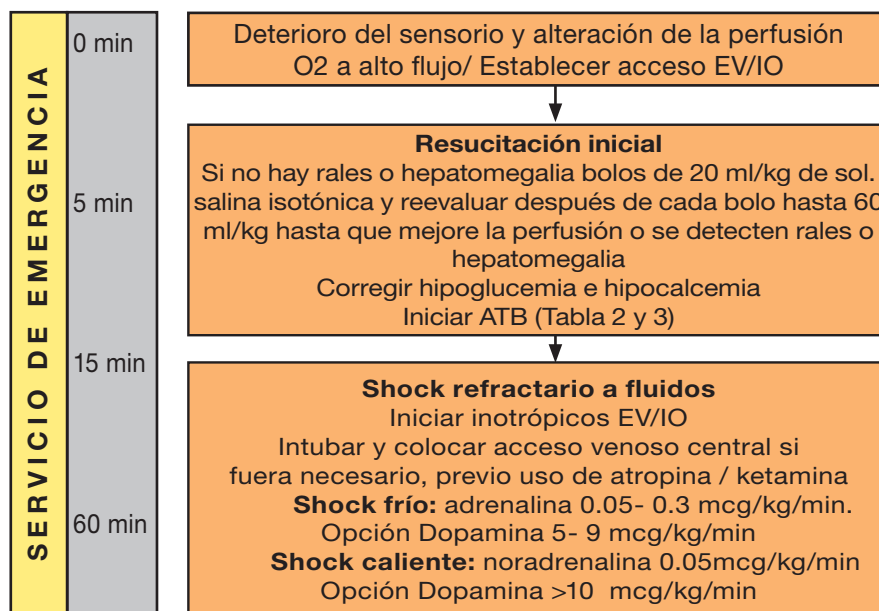 SERVICIO DE EMERGENCIA
0 min
5 min
15 min
60 min
Deterioro del sensorio y alteración de la perfusión
O2 a alto flujo/ Establecer acceso EV/IO
Resucitación inicial
Si no hay rales o hepatomegalia bolos de 20 ml/kg de sol.
salina isotónica y reevaluar después de cada bolo hasta 60
ml/kg hasta que mejore la perfusión o se detecten rales o
hepatomegalia
Corregir hipoglucemia e hipocalcemia
Iniciar ATB (Tabla 2 y 3)
Shock refractario a fluidos
Iniciar inotrópicos EV/IO
Intubar y colocar acceso venoso central si
fuera necesario, previo uso de atropina / ketamina
Shock frío: adrenalina 0.05- 0.3 mcg/kg/min.
Opción Dopamina 5- 9 mcg/kg/min
Shock caliente: noradrenalina 0.05mcg/kg/min
Opción Dopamina >10 mcg/kg/min